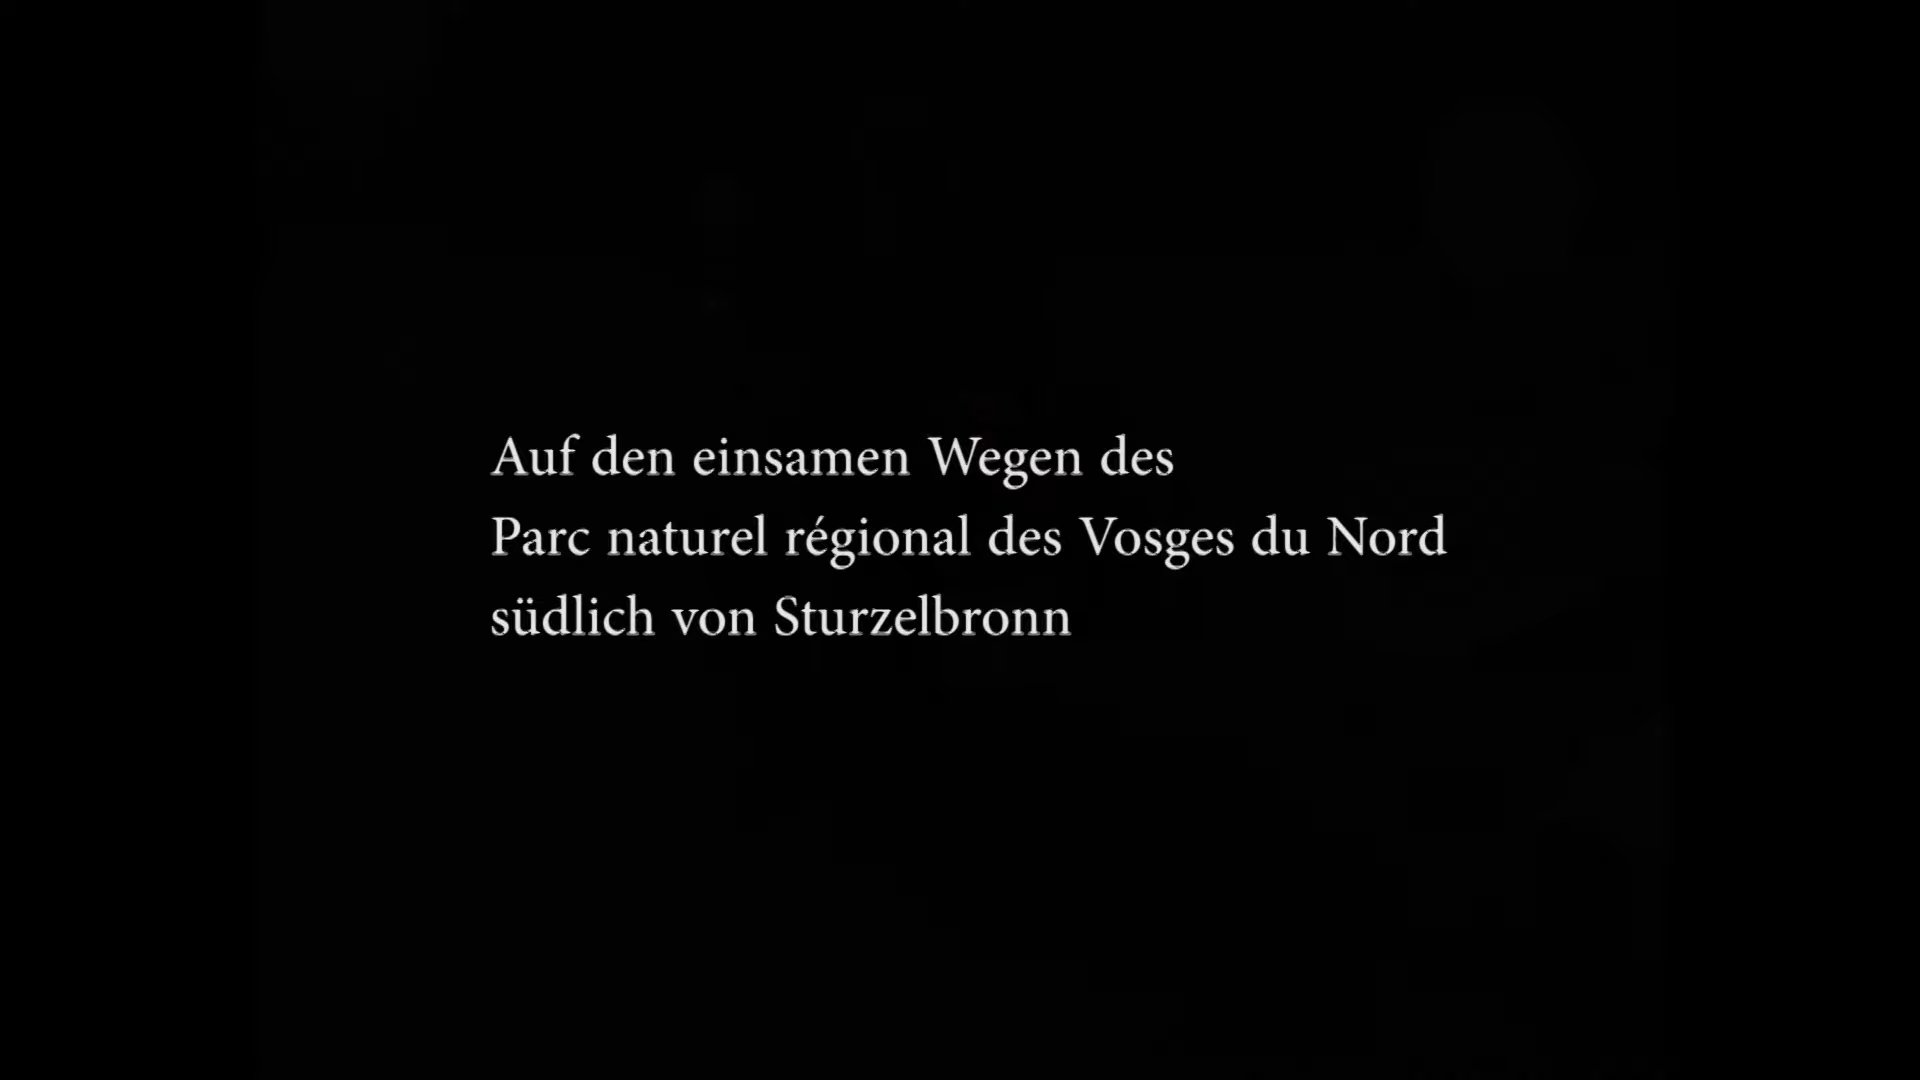 Auf den einsamen Wegen des
Parc naturel régional des Vosges du Nord
südlich von Sturzelbronn